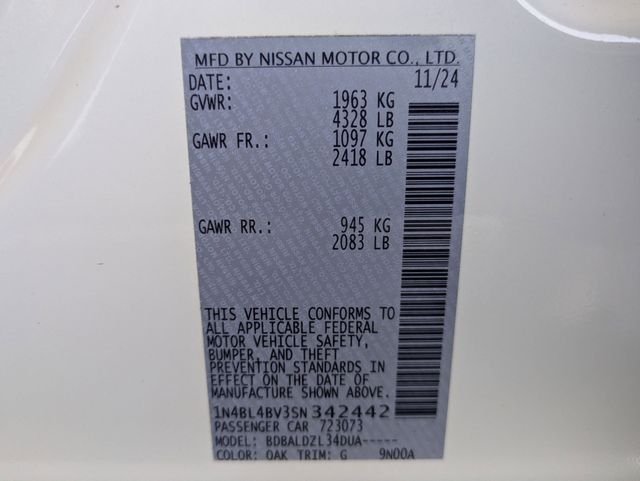 MFD BY NISSAN MOTOR CO., LTD.
DATE: 11/24
GVWR: 1963 KG
4328 LB
GAWR FR.: 1097 KG
2418 LB
GAWR RR.: 945 KG
2083 LB
THIS VEHICLE CONFORMS TO
ALL APPLICABLE FEDERAL
MOTOR VEHICLE SAFETY,
BUMPER, AND THEFT
PREVENTION STANDARDS IN
EFFECT ON THE DATE OF
MANUFACTURE SHOWN ABOVE.
1N4BL4BV3SN342442
PASSENGER CAR 723073
MODEL: BDBALDZL34DUA-----
COLOR: QAK TRIM: G 9N00A